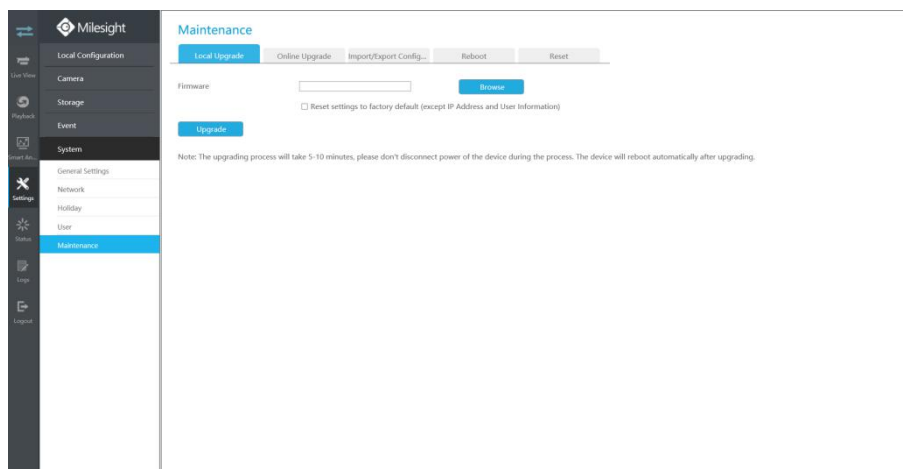 Milesight
Live View
Playback
Smart An...
Settings
Status
Logs
Logout
Local Configuration
Camera
Storage
Event
System
General Settings
Network
Holiday
User
Maintenance
Maintenance
Local Upgrade Online Upgrade Import/Export Config... Reboot Reset
Firmware Browse
Reset settings to factory default (except IP Address and User Information)
Upgrade
Note: The upgrading process will take 5-10 minutes, please don't disconnect power of the device during the process. The device will reboot automatically after upgrading.